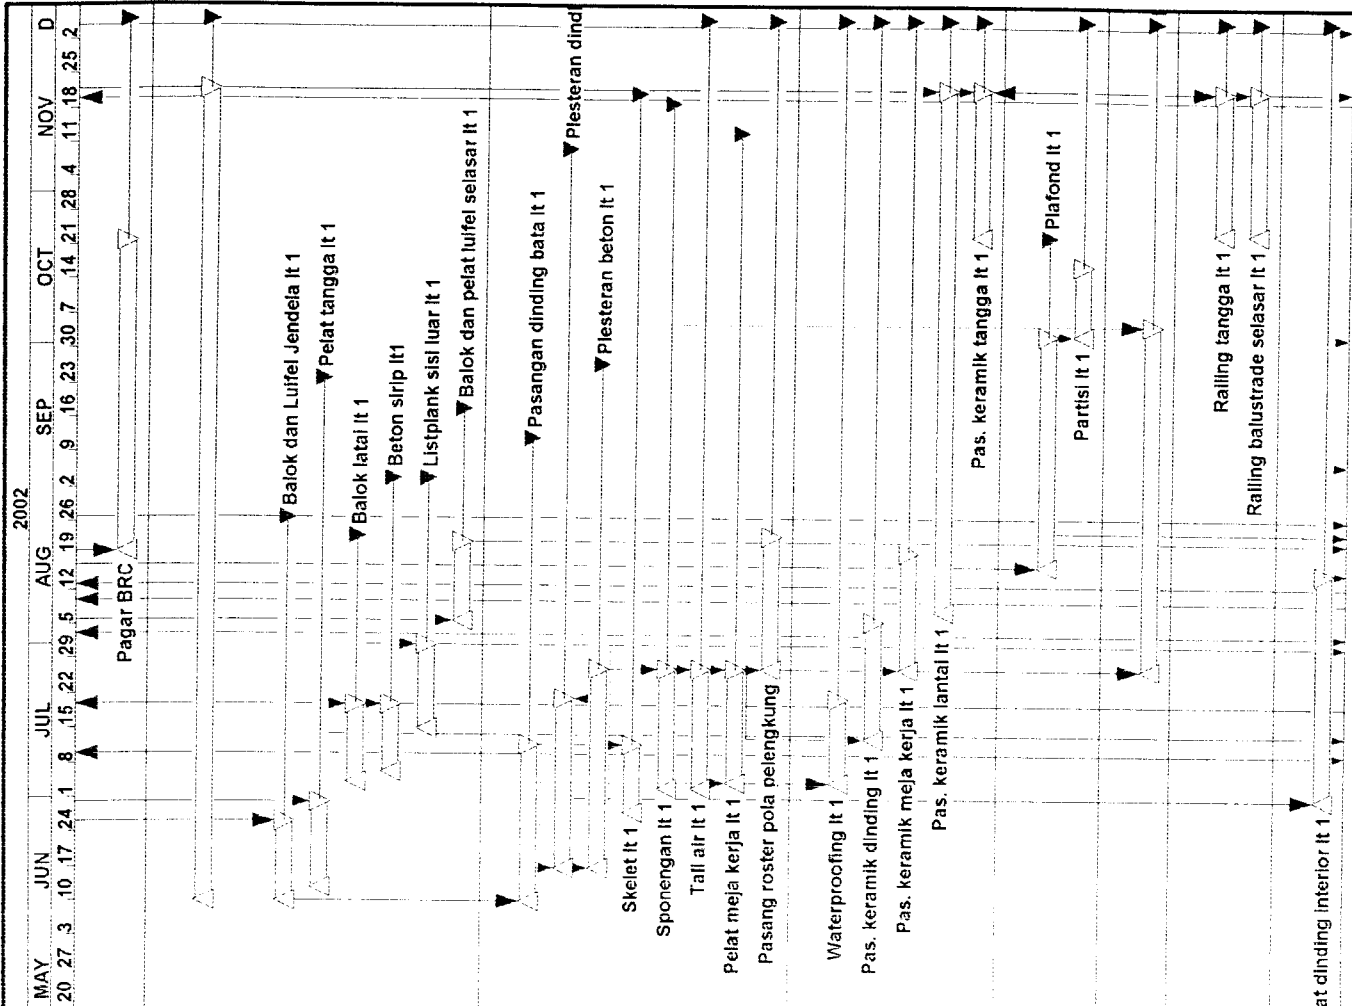 2002
MAY JUN JUL AUG SEP OCT NOV D
20 27 3 10 17 24 1 8 15 22 29 5 12 19 26 2 9 16 23 30 7 14 21 28 4 11 18 25 2
Pagar BRC
Balok dan Luifel Jendela lt 1
Pelat tangga lt 1
Balok latai lt 1
Beton sirip lt1
Listplank sisi luar lt 1
Balok dan pelat luifel selasar lt 1
Pasangan dinding bata lt 1
Plesteran dindi
Plesteran beton lt 1
Skelet lt 1
Sponengan lt 1
Tali air lt 1
Pelat meja kerja lt 1
Pasang roster pola pelengkung
Waterproofing lt 1
Pas. keramik dinding lt 1
Pas. keramik meja kerja lt 1
Pas. keramik lantai lt 1
Pas. keramik tangga lt 1
Plafond lt 1
Partisi lt 1
Railing tangga lt 1
Railing balustrade selasar lt 1
at dinding interior lt 1